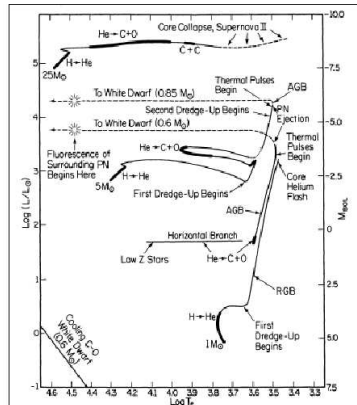 He→C+O
Core Collapse, Supernova II
C+C
H→He
25M⊙
To White Dwarf (0.85 M⊙)
Thermal Pulses
Begin
AGB
PN
Ejection
Second Dredge-Up Begins
To White Dwarf (0.6 M⊙)
Thermal
Pulses
Begin
He→C+O
Fluorescence of
Surrounding PN
Begins Here
H→He
5M⊙
First Dredge-Up Begins
Core
Helium
Flash
AGB
Horizontal Branch
Low Z Stars
He→C+O
RGB
H→He
1M⊙
First
Dredge-Up
Begins
Cooling C-O
White Dwarf
(0.6 M⊙)
Log (L/L⊙)
5
4
3
2
1
0
-1
4.6 4.5 4.4 4.3 4.2 4.1 4.0 3.9 3.8 3.7 3.6 3.5 3.4 3.3
Log Te
10.0
7.5
5.0
2.5
0
2.5
5.0
7.5
MBOL